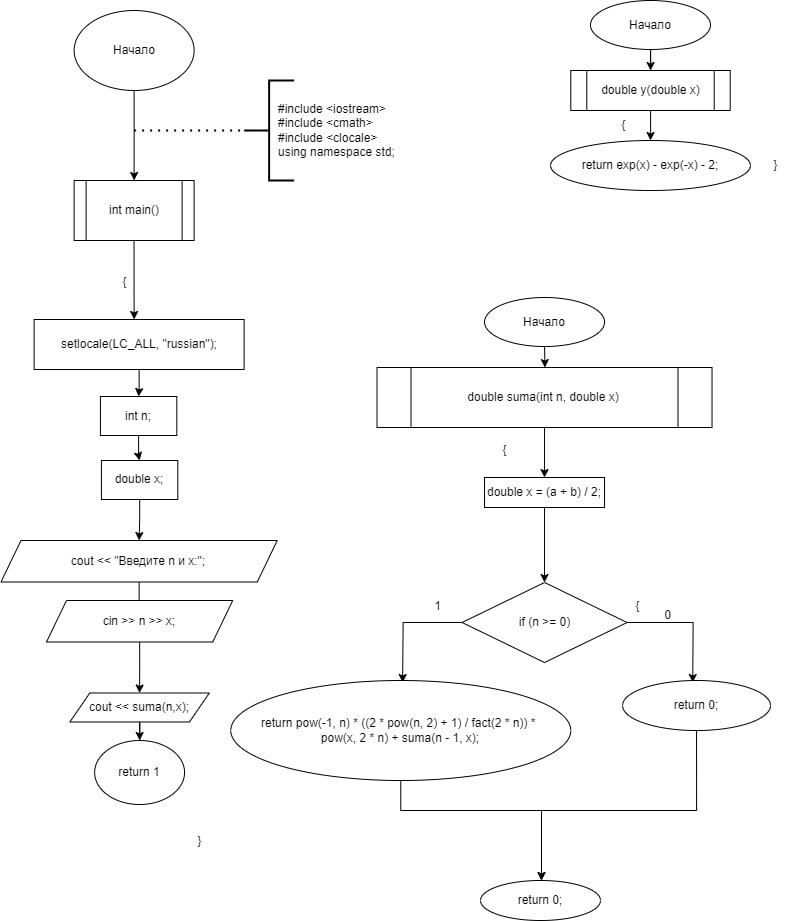 Начало
#include <iostream>
#include <cmath>
#include <clocale>
using namespace std;
int main()
{
setlocale(LC_ALL, "russian");
int n;
double x;
cout << "Введите n и x:";
cin >> n >> x;
cout << suma(n,x);
return 1
}
Начало
double y(double x)
{
return exp(x) - exp(-x) - 2;
}
Начало
double suma(int n, double x)
{
double x = (a + b) / 2;
if (n >= 0)
1
{
0
return pow(-1, n) * ((2 * pow(n, 2) + 1) / fact(2 * n)) *
pow(x, 2 * n) + suma(n - 1, x);
return 0;
return 0;